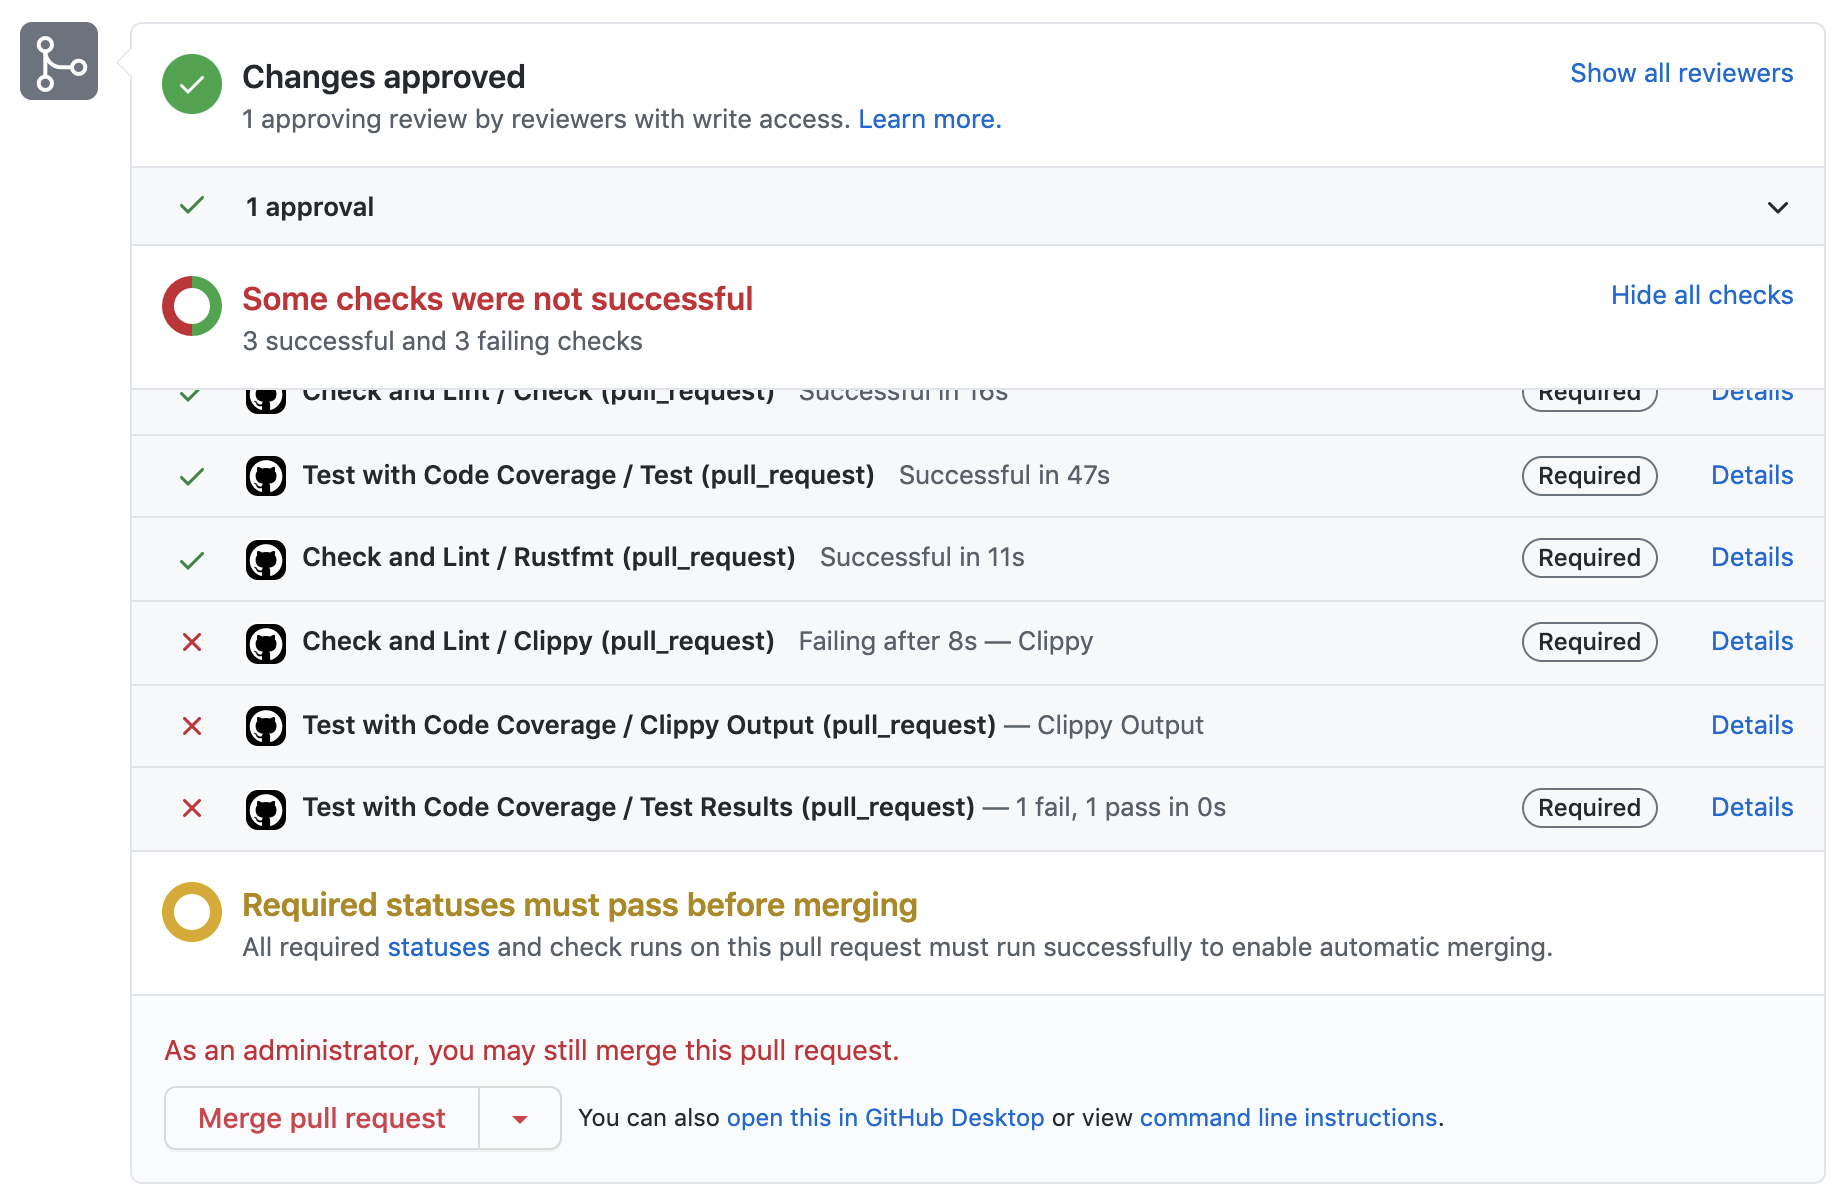 Changes approved
Show all reviewers
1 approving review by reviewers with write access. Learn more.
1 approval
Some checks were not successful
Hide all checks
3 successful and 3 failing checks
Check and Lint / Check (pull_request) Successful in 16s Required Details
Test with Code Coverage / Test (pull_request) Successful in 47s Required Details
Check and Lint / Rustfmt (pull_request) Successful in 11s Required Details
Check and Lint / Clippy (pull_request) Failing after 8s — Clippy Required Details
Test with Code Coverage / Clippy Output (pull_request) — Clippy Output Details
Test with Code Coverage / Test Results (pull_request) — 1 fail, 1 pass in 0s Required Details
Required statuses must pass before merging
All required statuses and check runs on this pull request must run successfully to enable automatic merging.
As an administrator, you may still merge this pull request.
Merge pull request
You can also open this in GitHub Desktop or view command line instructions.